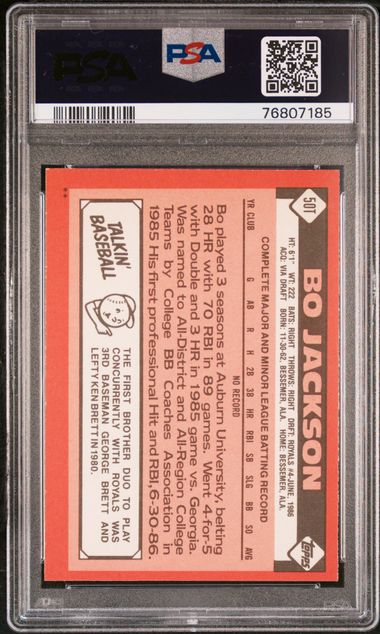 PSA
PSA
76807185
50T
BO JACKSON
TOPPS
HT: 6'1" WT: 222 BATS: RIGHT THROWS: RIGHT DRFT: ROYALS #4-JUNE, 1986
ACQ: VIA DRAFT BORN: 11-30-62, BESSEMER, ALA. HOME: BESSEMER, ALA.
COMPLETE MAJOR AND MINOR LEAGUE BATTING RECORD
YR CLUB G AB R H 2B 3B HR RBI SB SLG BB SO AVG
NO RECORD
Bo played 3 seasons at Auburn University, belting
28 HR with 70 RBI in 89 games. Went 4-for-5
with Double and 3 HR in 1985 game vs. Georgia.
Was named to All-District and All-Region College
Teams by College BB Coaches Association in
1985. His first professional Hit and RBI, 6-30-86.
TALKIN'
BASEBALL
THE FIRST BROTHER DUO TO PLAY
CONCURRENTLY WITH ROYALS WAS
3RD BASEMAN GEORGE BRETT AND
LEFTY KEN BRETT IN 1980.
**